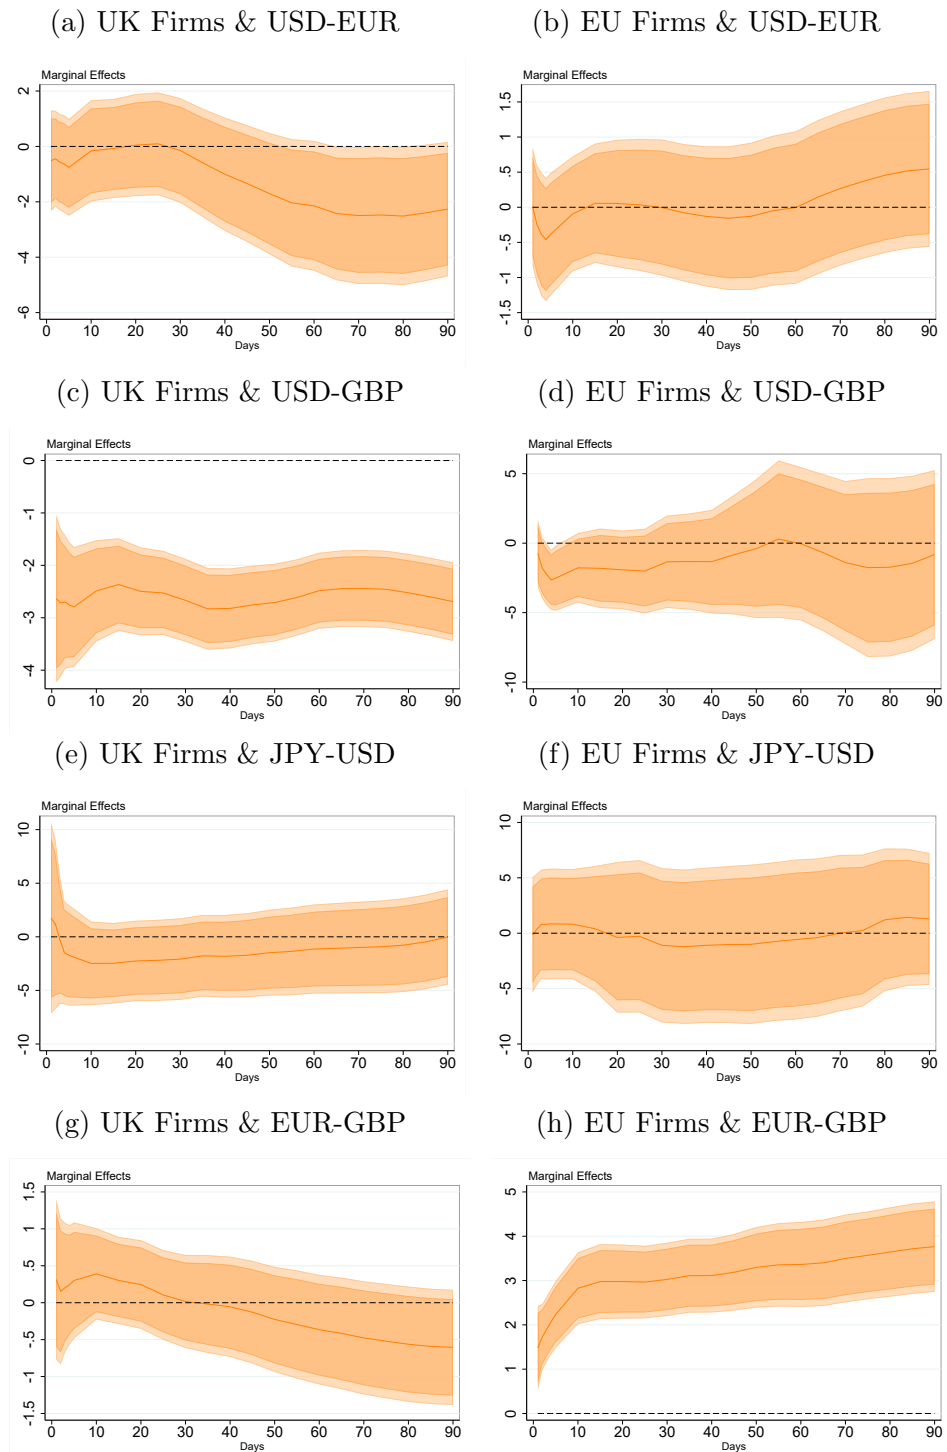 (a) UK Firms & USD-EUR
Marginal Effects
2
0
-2
-4
-6
0 10 20 30 40 50 60 70 80 90
Days
(b) EU Firms & USD-EUR
Marginal Effects
1.5
1
.5
0
-.5
-1
-1.5
0 10 20 30 40 50 60 70 80 90
Days
(c) UK Firms & USD-GBP
Marginal Effects
0
-1
-2
-3
-4
0 10 20 30 40 50 60 70 80 90
Days
(d) EU Firms & USD-GBP
Marginal Effects
5
0
-5
-10
0 10 20 30 40 50 60 70 80 90
Days
(e) UK Firms & JPY-USD
Marginal Effects
10
5
0
-5
-10
0 10 20 30 40 50 60 70 80 90
Days
(f) EU Firms & JPY-USD
Marginal Effects
10
5
0
-5
-10
0 10 20 30 40 50 60 70 80 90
Days
(g) UK Firms & EUR-GBP
Marginal Effects
1.5
1
.5
0
-.5
-1
-1.5
0 10 20 30 40 50 60 70 80 90
Days
(h) EU Firms & EUR-GBP
Marginal Effects
5
4
3
2
1
0
0 10 20 30 40 50 60 70 80 90
Days